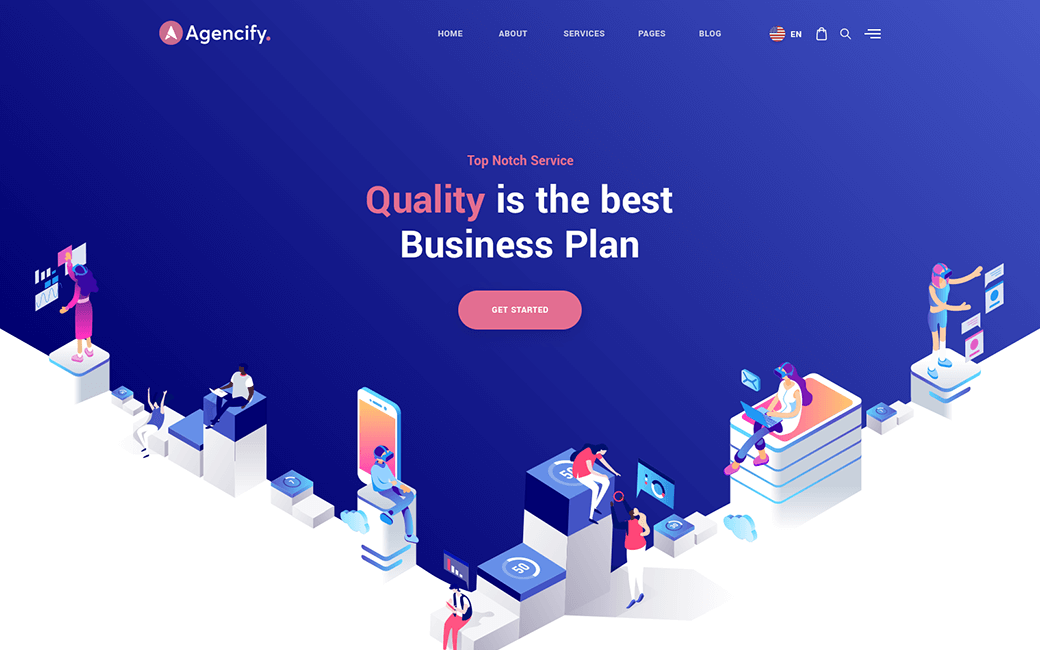 Agencify.
HOME ABOUT SERVICES PAGES BLOG EN
Top Notch Service
Quality is the best
Business Plan
GET STARTED
50
50